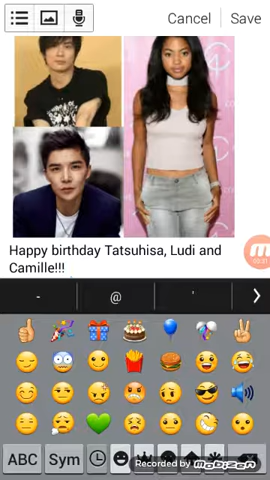 Cancel Save
Happy birthday Tatsuhisa, Ludi and
Camille!!!
- @ '
ABC Sym
Recorded by mobizen